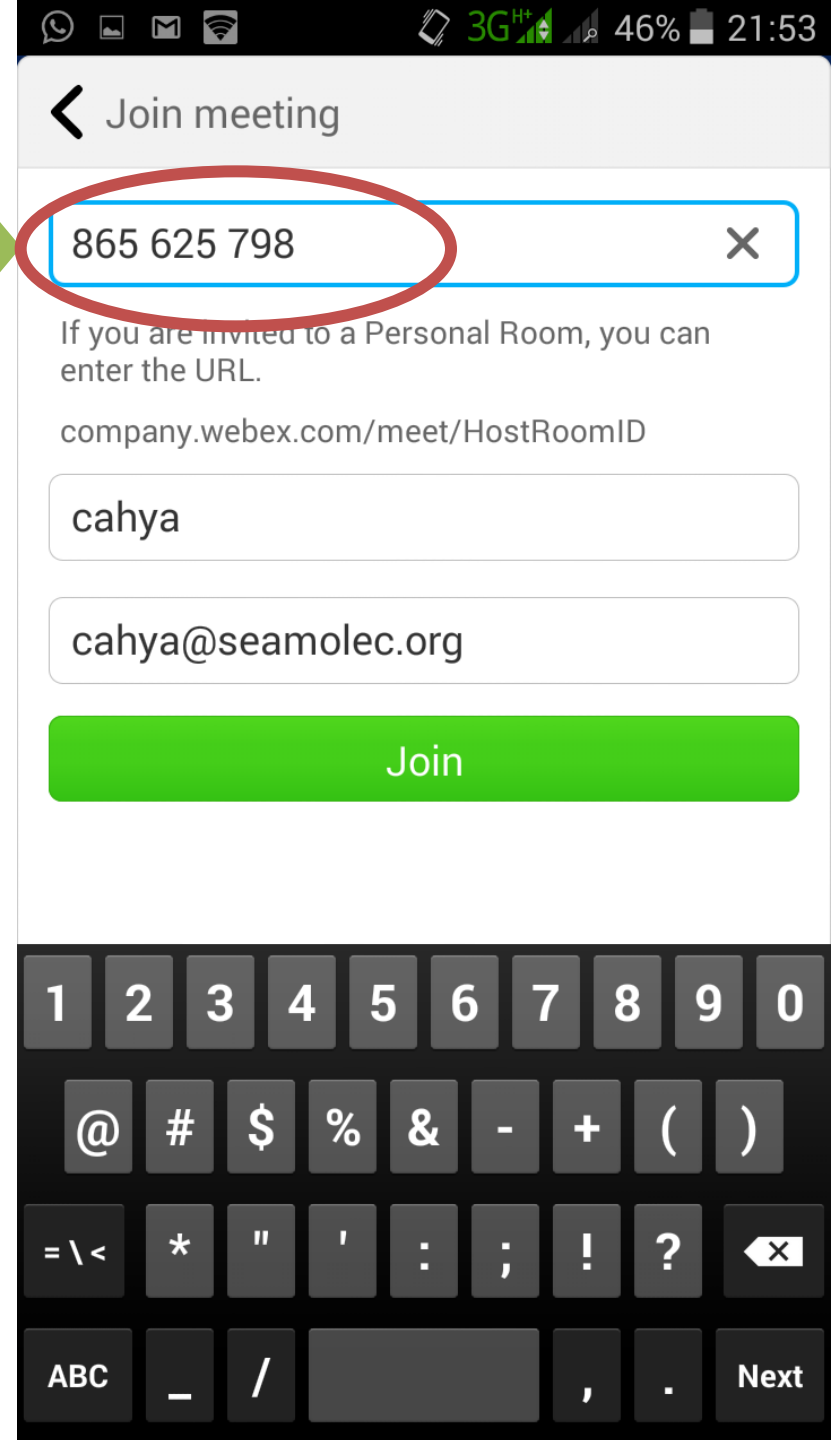 3G H+ 46% 21:53
Join meeting
865 625 798
If you are invited to a Personal Room, you can
enter the URL.
company.webex.com/meet/HostRoomID
cahya
cahya@seamolec.org
Join
1 2 3 4 5 6 7 8 9 0
@ # $ % & - + ( )
= \ < * " ' : ; ! ?
ABC _ / , . Next